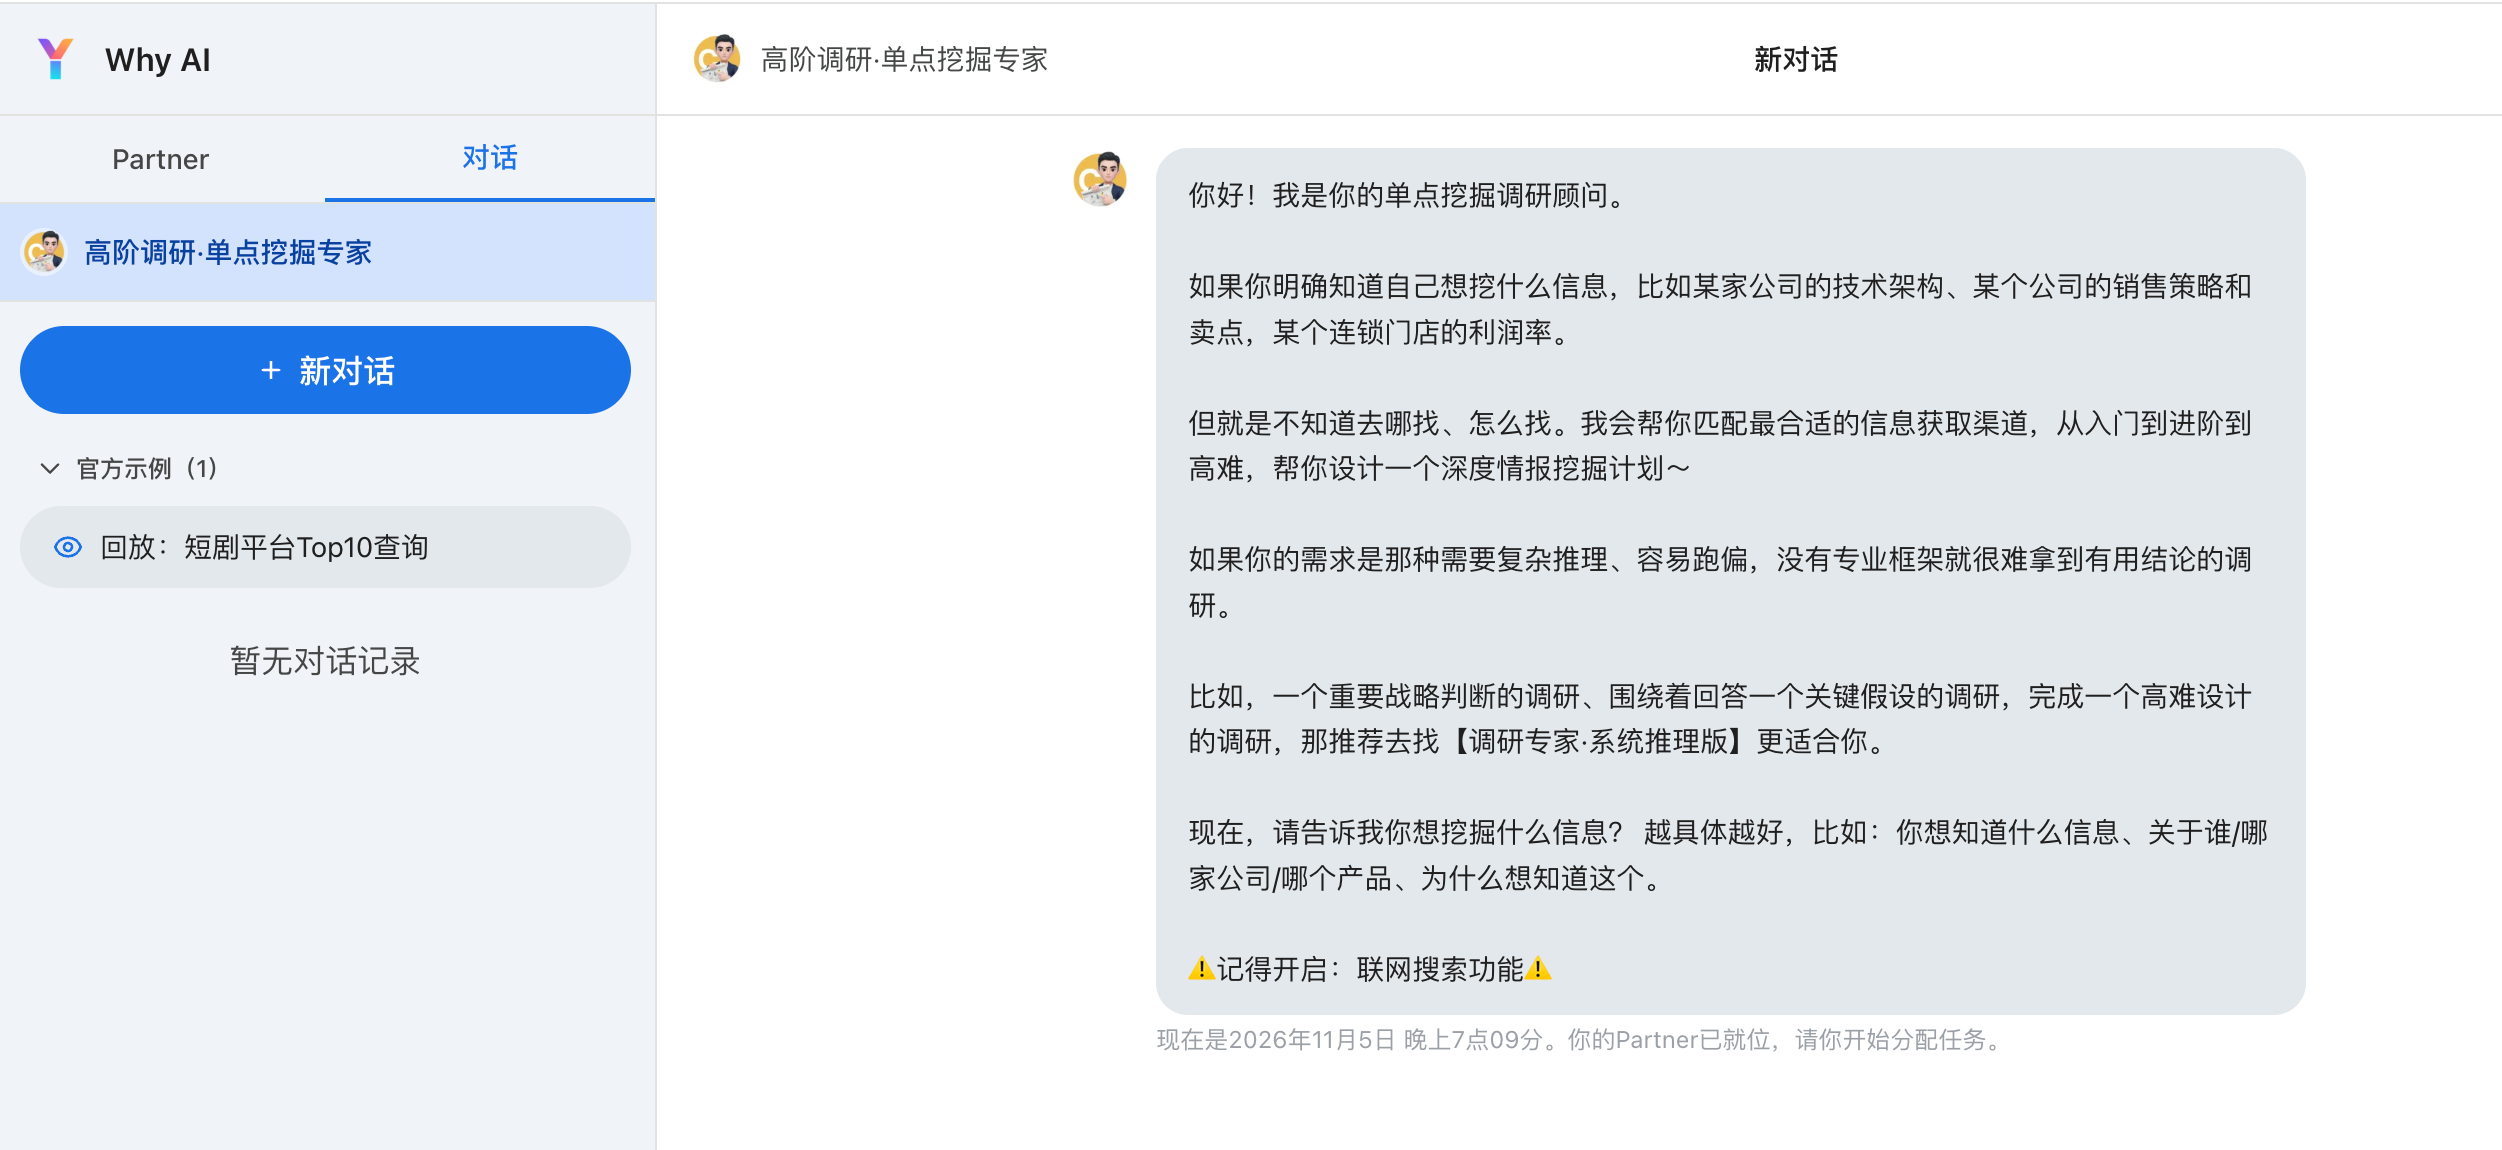 Why AI
Partner
对话
高阶调研·单点挖掘专家
+ 新对话
官方示例（1）
回放：短剧平台Top10查询
暂无对话记录
高阶调研·单点挖掘专家
新对话
你好！我是你的单点挖掘调研顾问。
如果你明确知道自己想挖什么信息，比如某家公司的技术架构、某个公司的销售策略和
卖点，某个连锁门店的利润率。
但就是不知道去哪找、怎么找。我会帮你匹配最合适的信息获取渠道，从入门到进阶到
高难，帮你设计一个深度情报挖掘计划～
如果你的需求是那种需要复杂推理、容易跑偏，没有专业框架就很难拿到有用结论的调
研。
比如，一个重要战略判断的调研、围绕着回答一个关键假设的调研，完成一个高难设计
的调研，那推荐去找【调研专家·系统推理版】更适合你。
现在，请告诉我你想挖掘什么信息？ 越具体越好，比如：你想知道什么信息、关于谁/哪
家公司/哪个产品、为什么想知道这个。
⚠️记得开启：联网搜索功能⚠️
现在是2026年11月5日 晚上7点09分。你的Partner已就位，请你开始分配任务。